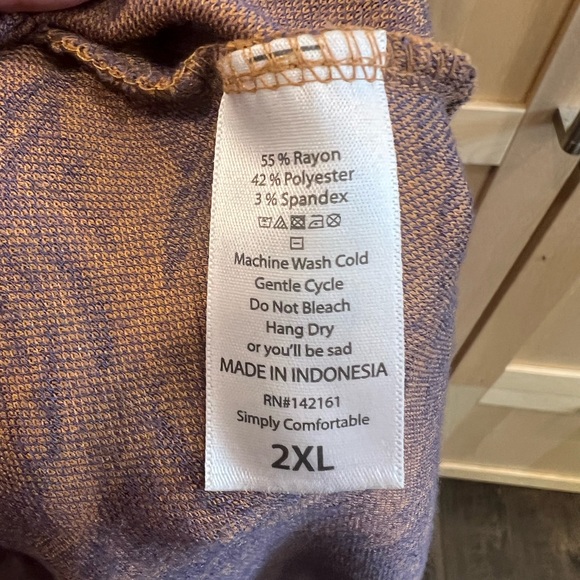 55 % Rayon
42 % Polyester
3 % Spandex
Machine Wash Cold
Gentle Cycle
Do Not Bleach
Hang Dry
or you'll be sad
MADE IN INDONESIA
RN#142161
Simply Comfortable
2XL